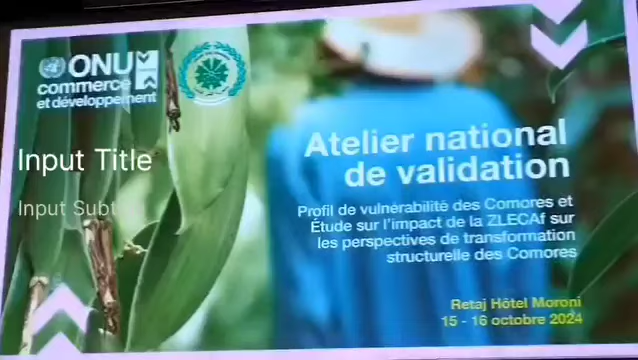 ONU
commerce
et développement
Input Title
Input Subt
Atelier national
de validation
Profil de vulnérabilité des Comores et
Étude sur l'impact de la ZLECAf sur
les perspectives de transformation
structurelle des Comores
Retaj Hôtel Moroni
15 - 16 octobre 2024